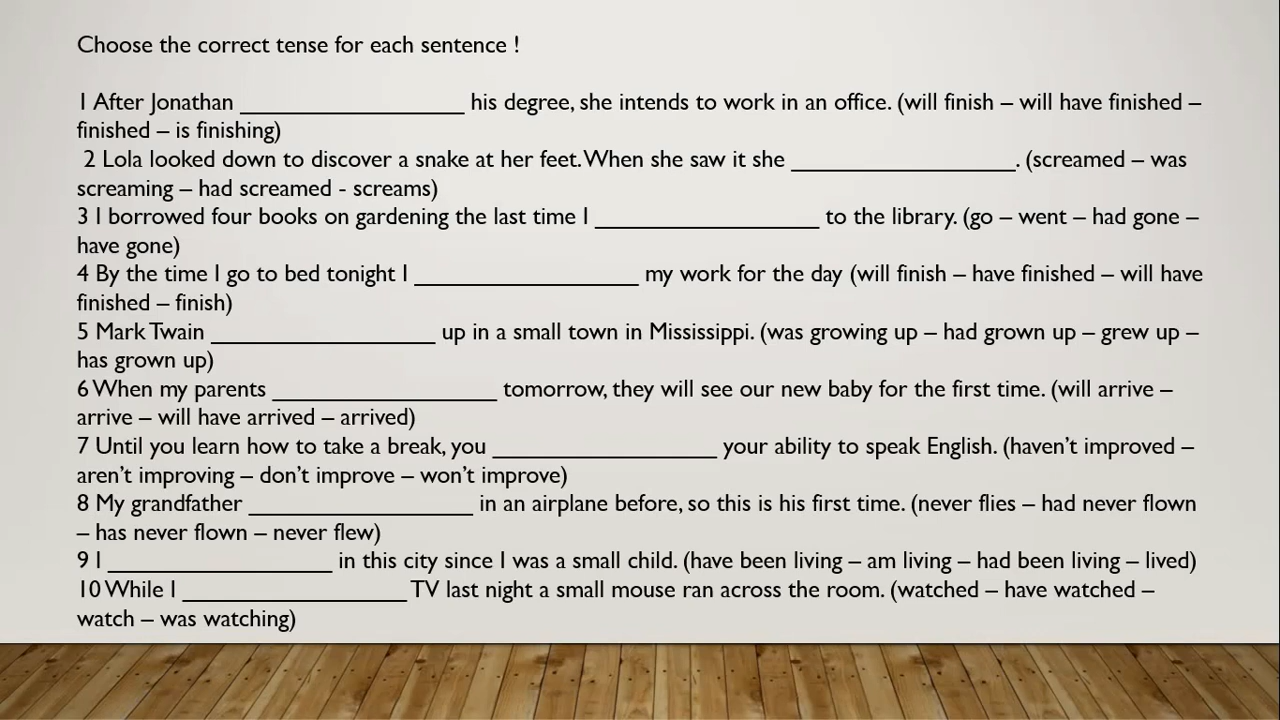 Choose the correct tense for each sentence !
1 After Jonathan __________________ his degree, she intends to work in an office. (will finish – will have finished –
finished – is finishing)
2 Lola looked down to discover a snake at her feet. When she saw it she __________________. (screamed – was
screaming – had screamed - screams)
3 I borrowed four books on gardening the last time I __________________ to the library. (go – went – had gone –
have gone)
4 By the time I go to bed tonight I __________________ my work for the day (will finish – have finished – will have
finished – finish)
5 Mark Twain __________________ up in a small town in Mississippi. (was growing up – had grown up – grew up –
has grown up)
6 When my parents __________________ tomorrow, they will see our new baby for the first time. (will arrive –
arrive – will have arrived – arrived)
7 Until you learn how to take a break, you __________________ your ability to speak English. (haven’t improved –
aren’t improving – don’t improve – won’t improve)
8 My grandfather __________________ in an airplane before, so this is his first time. (never flies – had never flown
– has never flown – never flew)
9 I __________________ in this city since I was a small child. (have been living – am living – had been living – lived)
10 While I __________________ TV last night a small mouse ran across the room. (watched – have watched –
watch – was watching)